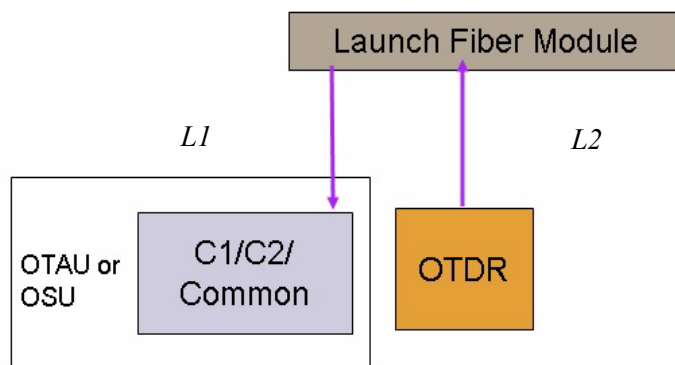 Launch Fiber Module
L1
L2
OTAU or
OSU
C1/C2/
Common
OTDR